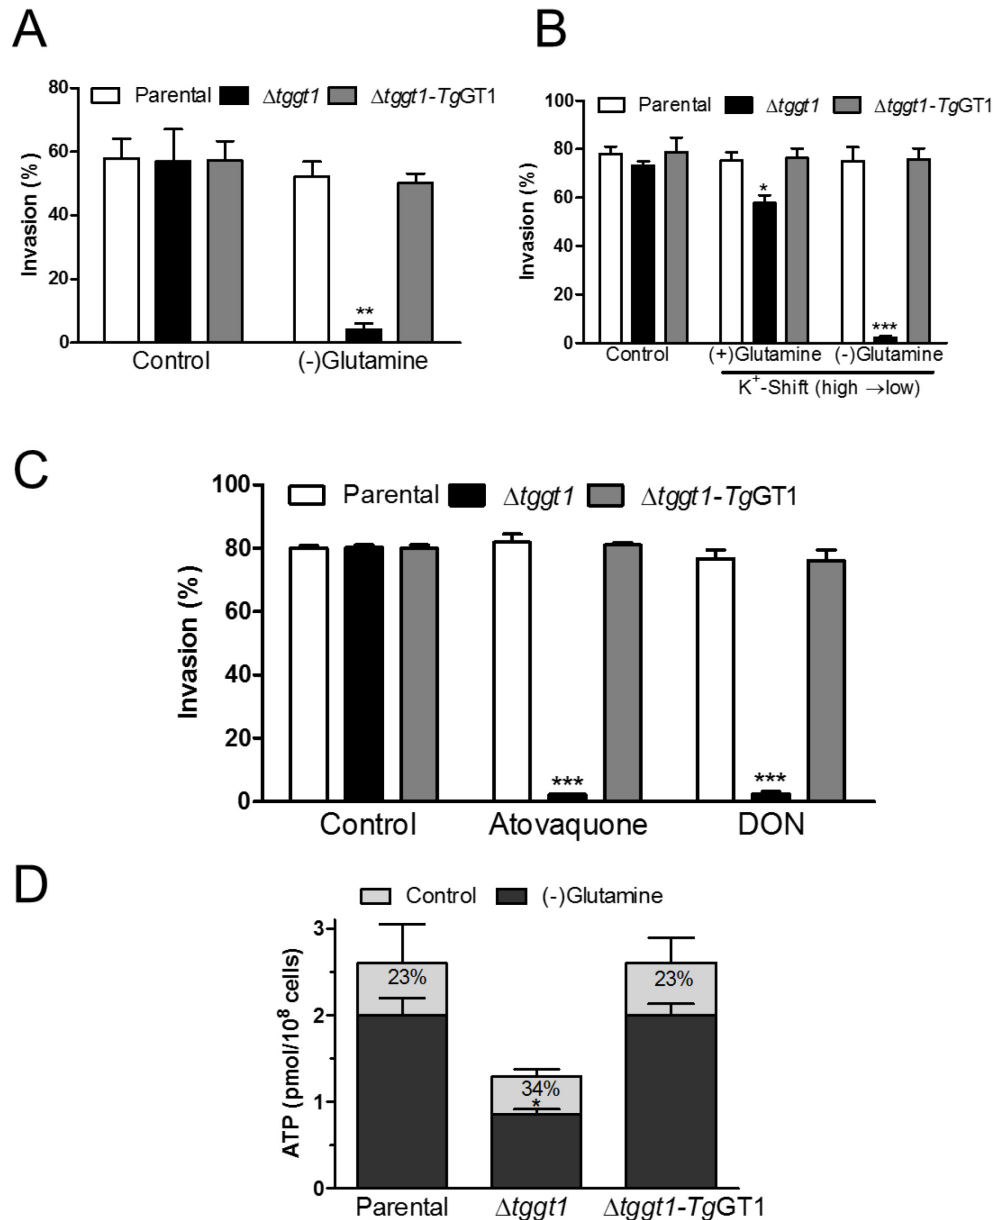 A
Parental Δtggt1 Δtggt1-TgGT1
Invasion (%)
80
60
40
20
0
**
Control (-)Glutamine
B
Parental Δtggt1 Δtggt1-TgGT1
Invasion (%)
100
80
60
40
20
0
*
***
Control (+)Glutamine (-)Glutamine
K⁺-Shift (high →low)
C
Parental Δtggt1 Δtggt1-TgGT1
Invasion (%)
100
80
60
40
20
0
*** ***
Control Atovaquone DON
D
Control (-)Glutamine
ATP (pmol/10⁸ cells)
3
2
1
0
23% 23%
34%
*
Parental Δtggt1 Δtggt1-TgGT1